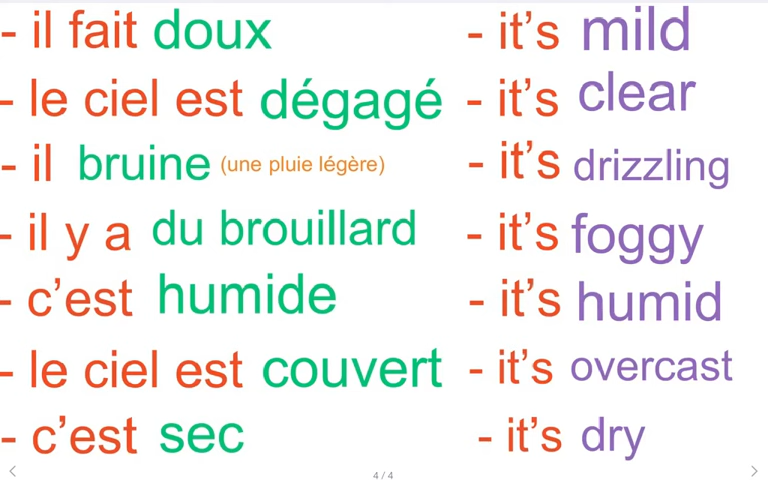 - il fait doux - it’s mild
- le ciel est dégagé - it’s clear
- il bruine (une pluie légère) - it’s drizzling
- il y a du brouillard - it’s foggy
- c’est humide - it’s humid
- le ciel est couvert - it’s overcast
- c’est sec - it’s dry
4 / 4